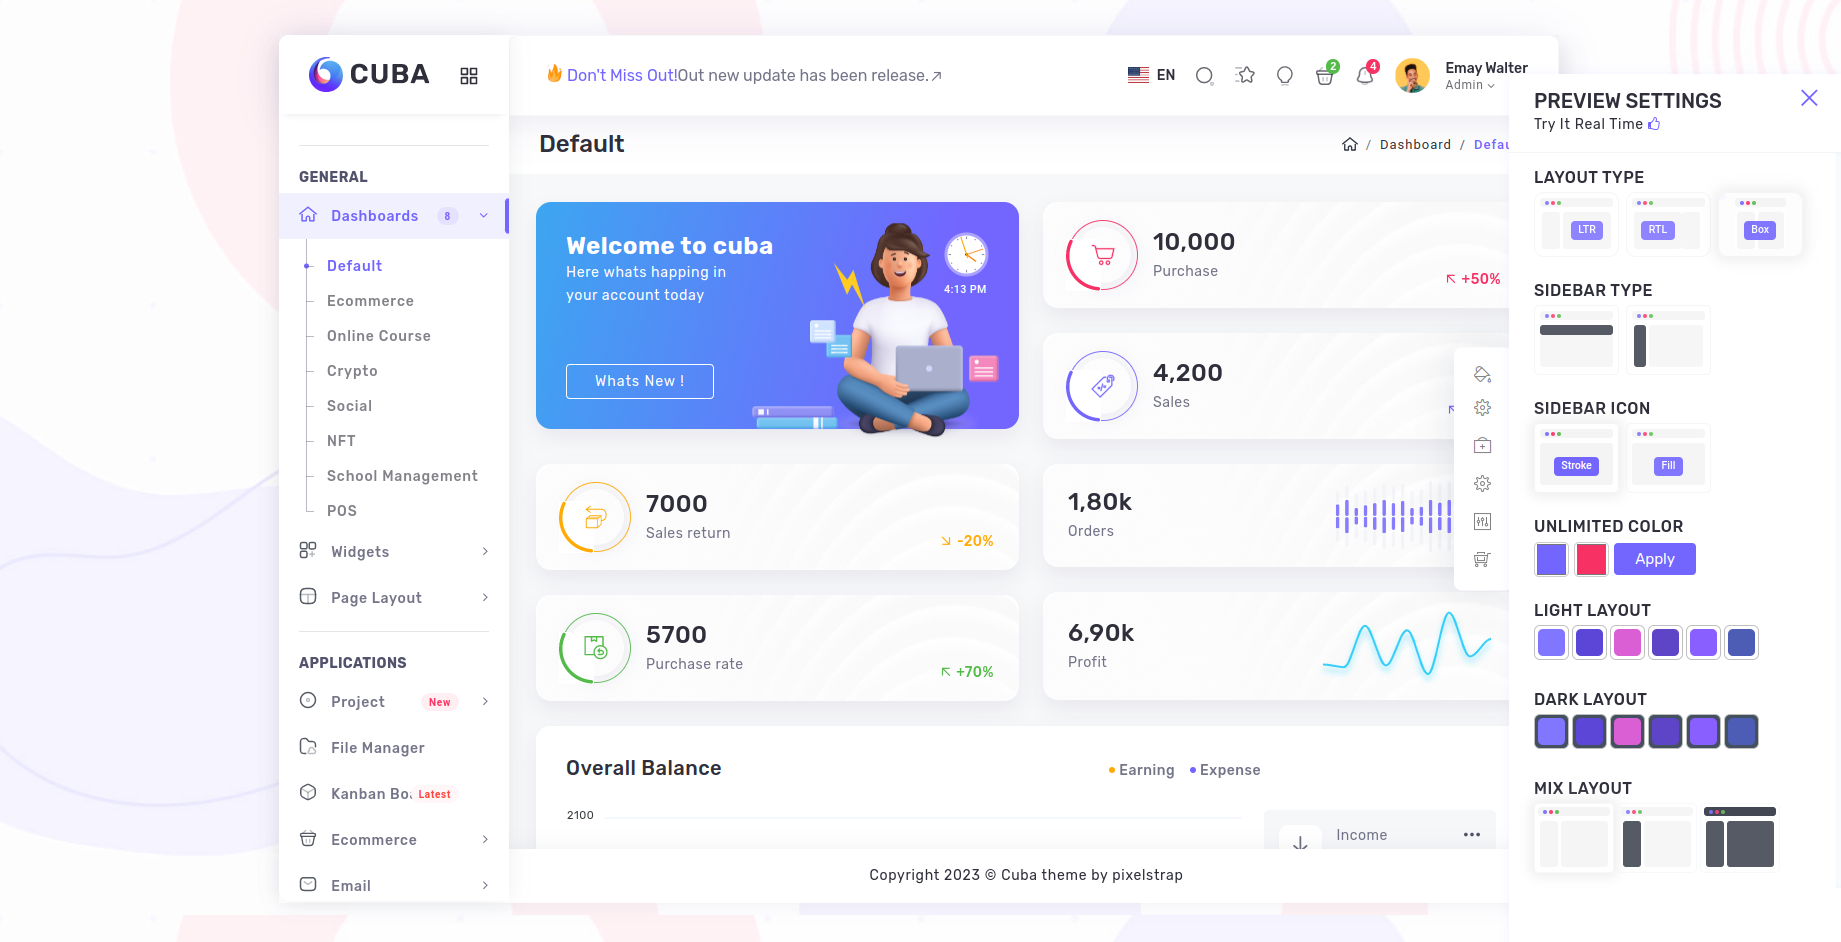 CUBA
GENERAL
Dashboards 8
Default
Ecommerce
Online Course
Crypto
Social
NFT
School Management
POS
Widgets
Page Layout
APPLICATIONS
Project New
File Manager
Kanban Latest
Ecommerce
Email
Don't Miss Out!Out new update has been release.
EN
2
4
Emay Walter
Admin
Default
/ Dashboard /
Welcome to cuba
Here whats happing in
your account today
4:13 PM
Whats New !
10,000
Purchase
+50%
4,200
Sales
7000
Sales return
-20%
1,80k
Orders
5700
Purchase rate
+70%
6,90k
Profit
Overall Balance
Earning Expense
2100
Income
Copyright 2023 © Cuba theme by pixelstrap
PREVIEW SETTINGS
Try It Real Time
LAYOUT TYPE
LTR RTL Box
SIDEBAR TYPE
SIDEBAR ICON
Stroke Fill
UNLIMITED COLOR
Apply
LIGHT LAYOUT
DARK LAYOUT
MIX LAYOUT